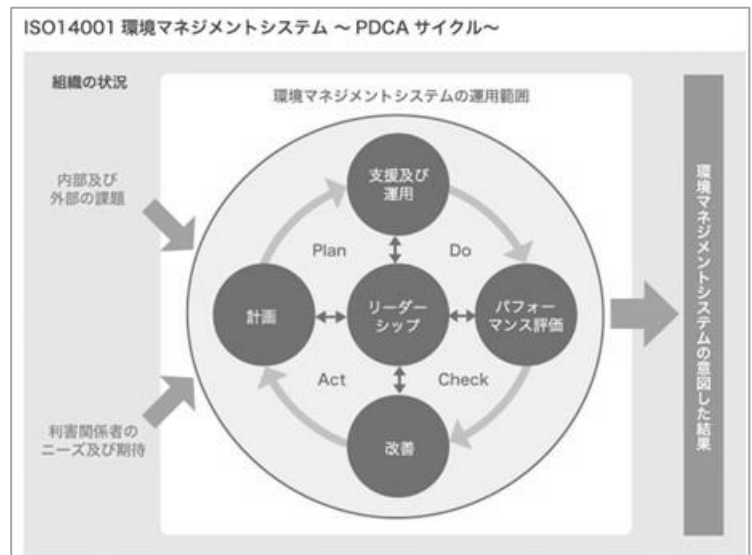 ISO14001 環境マネジメントシステム ~ PDCA サイクル~
組織の状況
環境マネジメントシステムの運用範囲
内部及び
外部の課題
支援及び
運用
Plan
Do
計画
リーダー
シップ
パフォー
マンス評価
Act
Check
利害関係者の
ニーズ及び期待
改善
環境マネジメントシステムの意図した結果